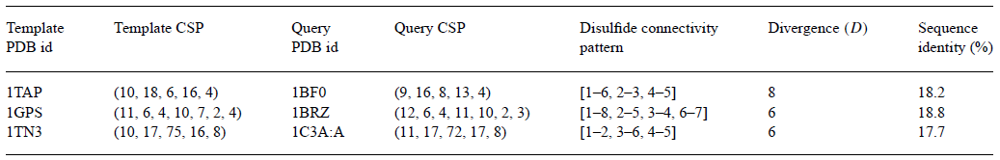 Template PDB id | Template CSP | Query PDB id | Query CSP | Disulfide connectivity pattern | Divergence (D) | Sequence identity (%)
1TAP | (10, 18, 6, 16, 4) | 1BF0 | (9, 16, 8, 13, 4) | [1–6, 2–3, 4–5] | 8 | 18.2
1GPS | (11, 6, 4, 10, 7, 2, 4) | 1BRZ | (12, 6, 4, 11, 10, 2, 3) | [1–8, 2–5, 3–4, 6–7] | 6 | 18.8
1TN3 | (10, 17, 75, 16, 8) | 1C3A:A | (11, 17, 72, 17, 8) | [1–2, 3–6, 4–5] | 6 | 17.7